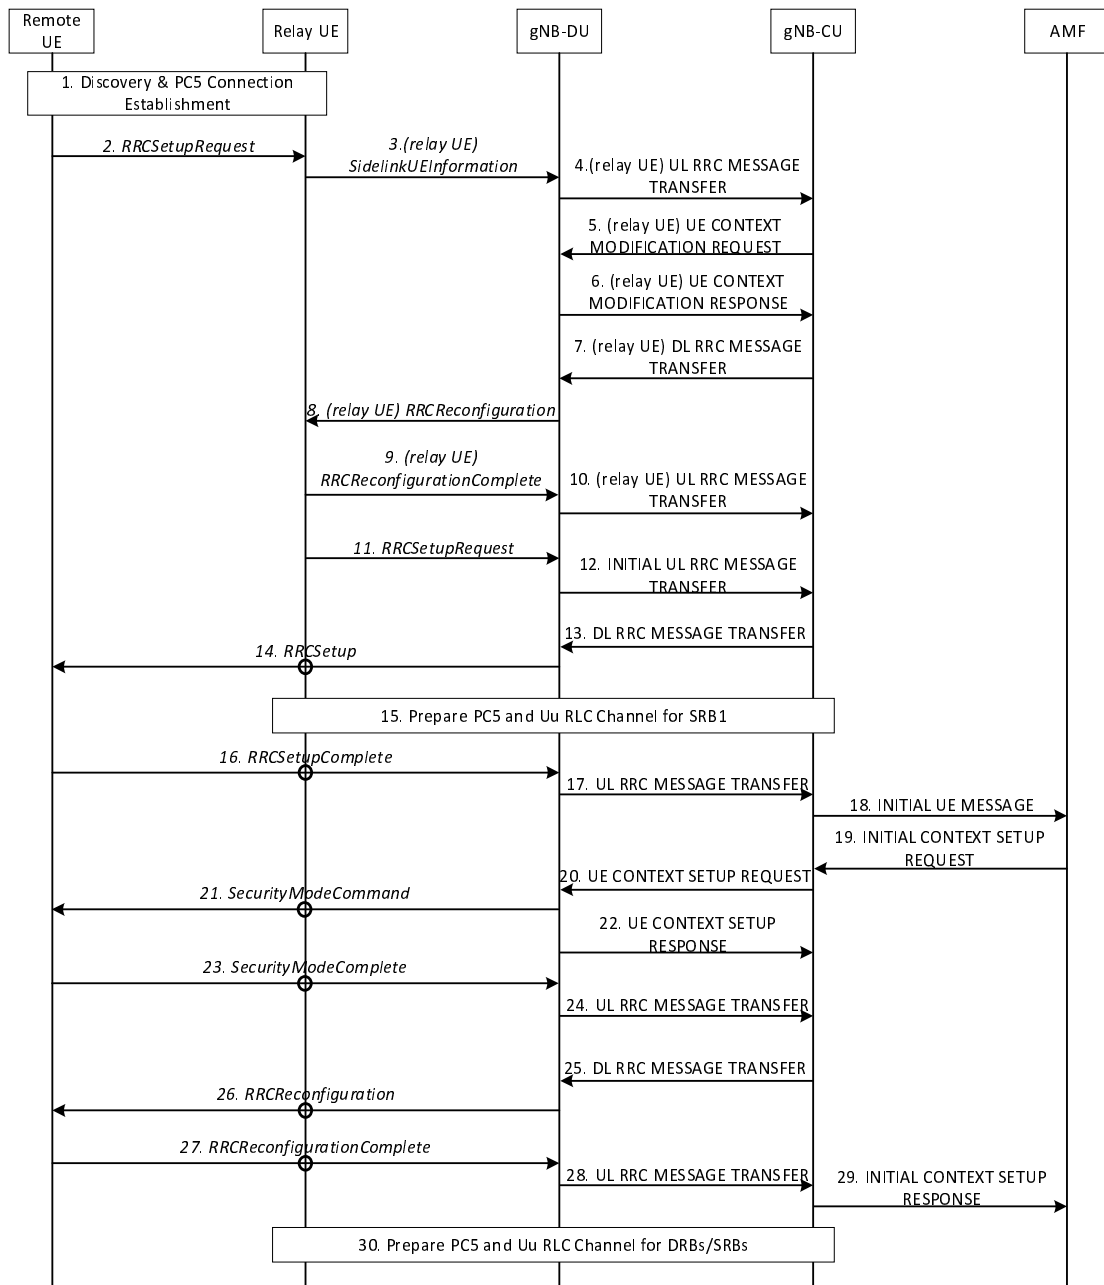 Remote
UE
Relay UE
gNB-DU
gNB-CU
AMF
1. Discovery & PC5 Connection
Establishment
2. RRCSetupRequest
3.(relay UE)
SidelinkUEInformation
4.(relay UE) UL RRC MESSAGE
TRANSFER
5. (relay UE) UE CONTEXT
MODIFICATION REQUEST
6. (relay UE) UE CONTEXT
MODIFICATION RESPONSE
7. (relay UE) DL RRC MESSAGE
TRANSFER
8. (relay UE) RRCReconfiguration
9. (relay UE)
RRCReconfigurationComplete
10. (relay UE) UL RRC MESSAGE
TRANSFER
11. RRCSetupRequest
12. INITIAL UL RRC MESSAGE
TRANSFER
13. DL RRC MESSAGE TRANSFER
14. RRCSetup
15. Prepare PC5 and Uu RLC Channel for SRB1
16. RRCSetupComplete
17. UL RRC MESSAGE TRANSFER
18. INITIAL UE MESSAGE
19. INITIAL CONTEXT SETUP
REQUEST
20. UE CONTEXT SETUP REQUEST
21. SecurityModeCommand
22. UE CONTEXT SETUP
RESPONSE
23. SecurityModeComplete
24. UL RRC MESSAGE TRANSFER
25. DL RRC MESSAGE TRANSFER
26. RRCReconfiguration
27. RRCReconfigurationComplete
28. UL RRC MESSAGE TRANSFER
29. INITIAL CONTEXT SETUP
RESPONSE
30. Prepare PC5 and Uu RLC Channel for DRBs/SRBs